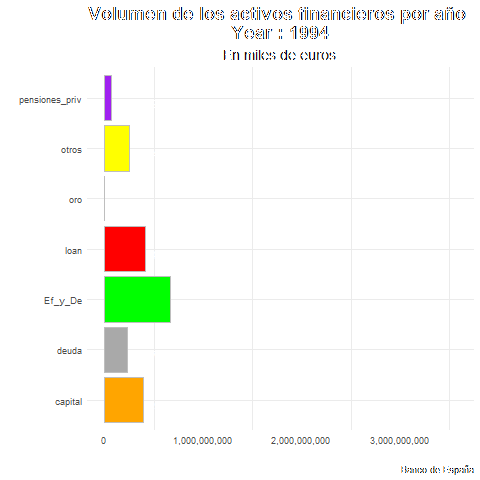 Volumen de los activos financieros por año
Year : 1994
En miles de euros
pensiones_priv
otros
oro
loan
Ef_y_De
deuda
capital
0
1,000,000,000
2,000,000,000
3,000,000,000
Banco de España